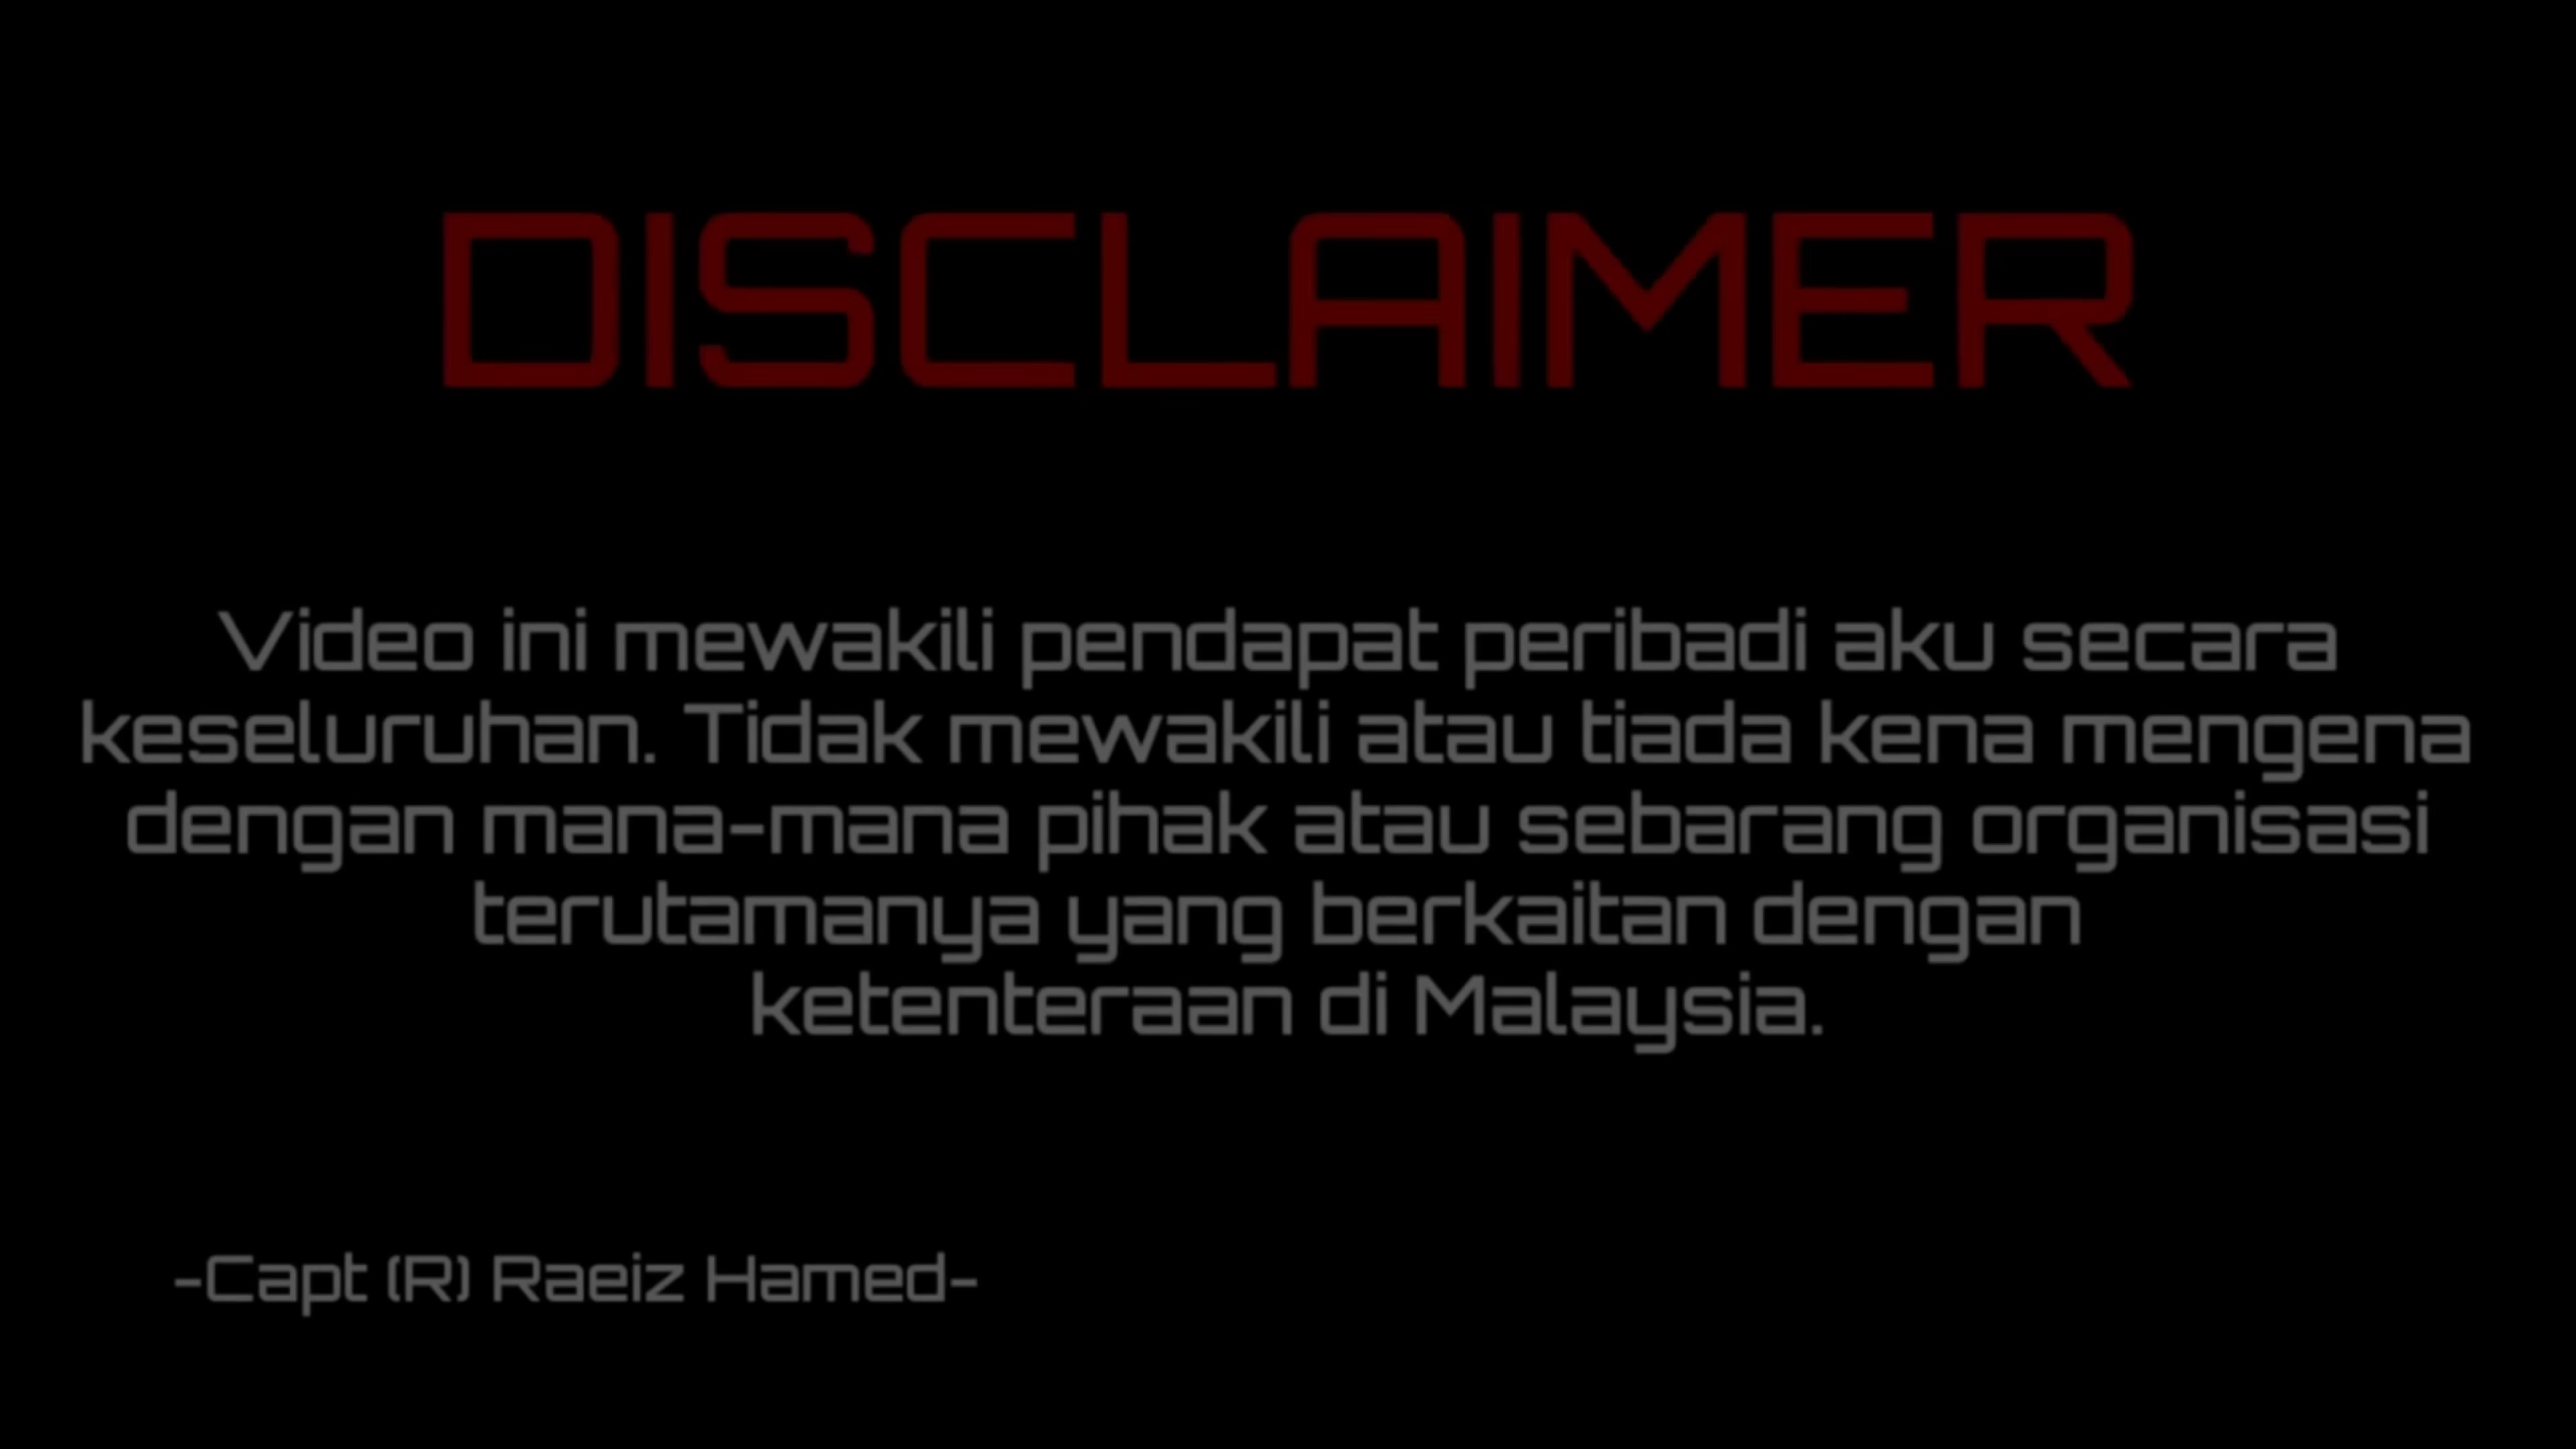 DISCLAIMER
Video ini mewakili pendapat peribadi aku secara
keseluruhan. Tidak mewakili atau tiada kena mengena
dengan mana-mana pihak atau sebarang organisasi
terutamanya yang berkaitan dengan
ketenteraan di Malaysia.
-Capt (R) Raeiz Hamed-